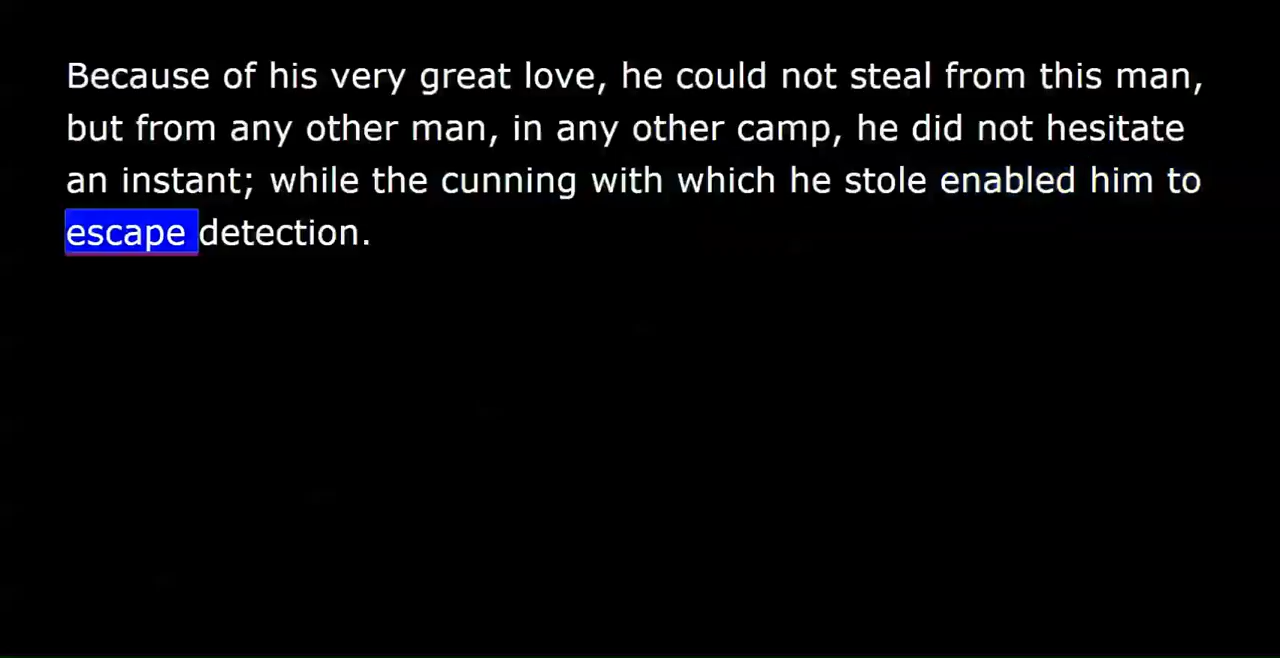 Because of his very great love, he could not steal from this man,
but from any other man, in any other camp, he did not hesitate
an instant; while the cunning with which he stole enabled him to
escape detection.